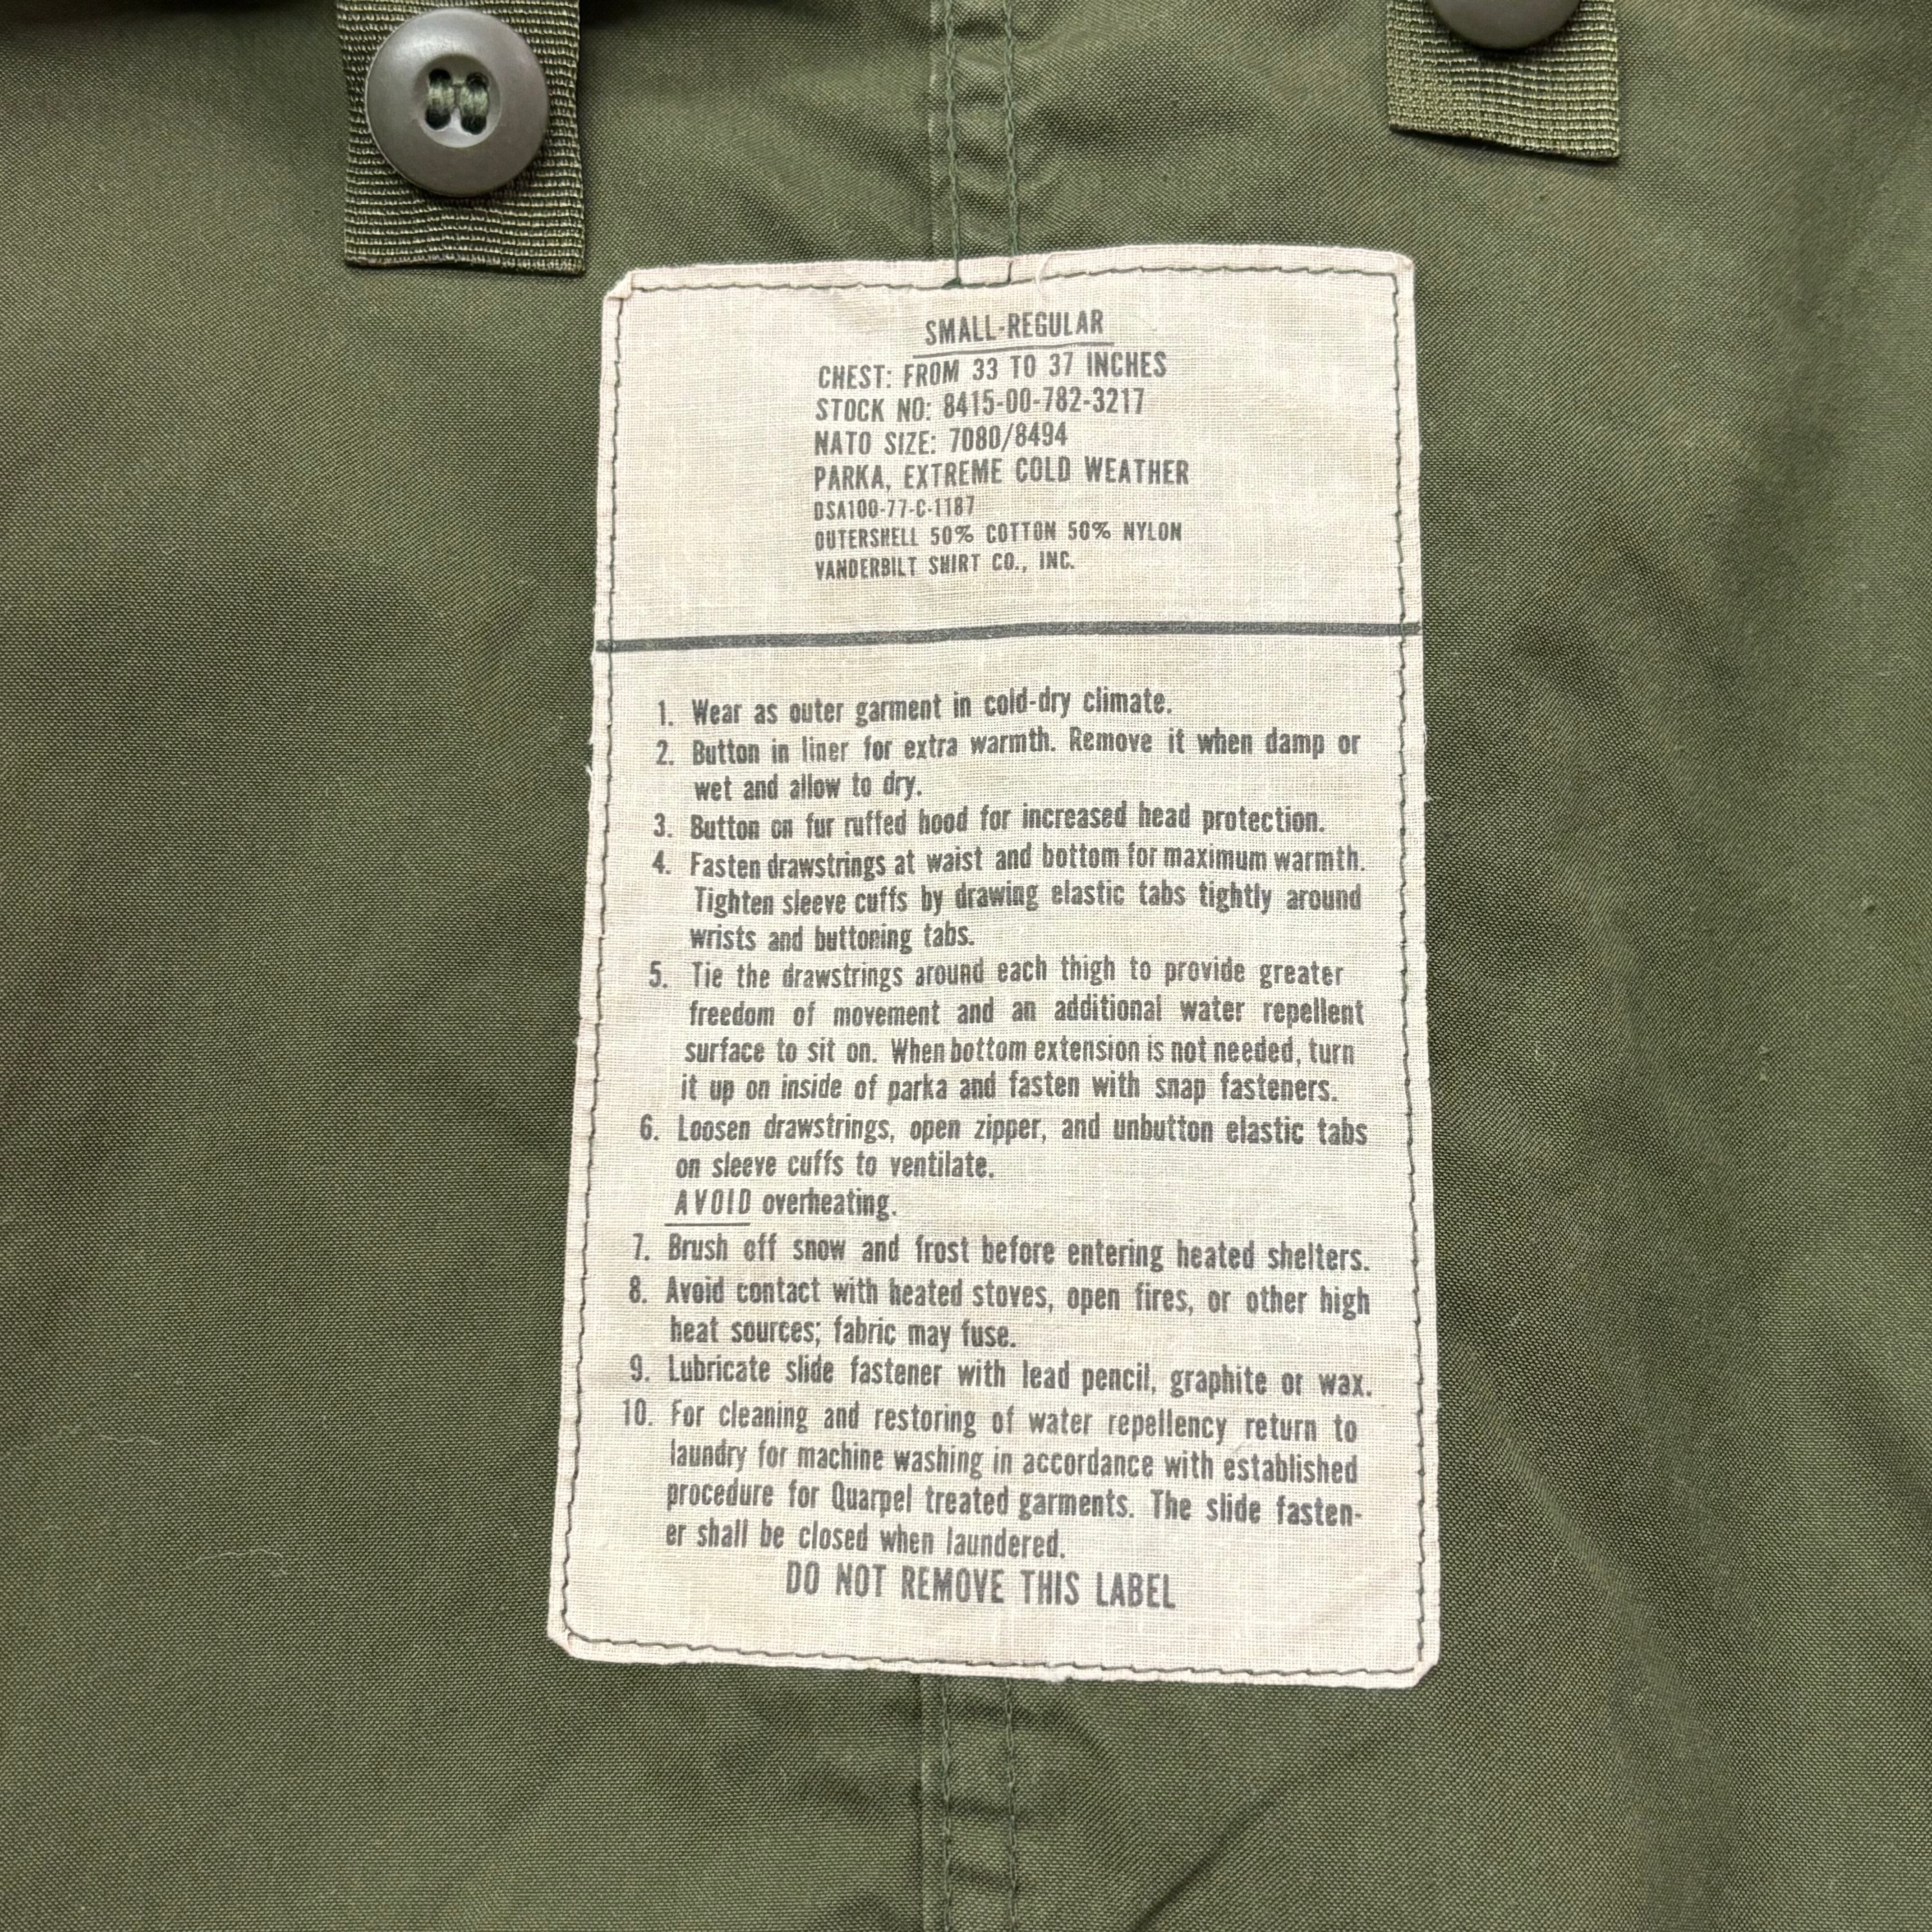 SMALL-REGULAR
CHEST: FROM 33 TO 37 INCHES
STOCK NO: 8415-00-782-3217
NATO SIZE: 7080/8494
PARKA, EXTREME COLD WEATHER
DSA100-77-C-1187
OUTERSHELL 50% COTTON 50% NYLON
VANDERBILT SHIRT CO., INC.
1. Wear as outer garment in cold-dry climate.
2. Button in liner for extra warmth. Remove it when damp or
wet and allow to dry.
3. Button on fur ruffed hood for increased head protection.
4. Fasten drawstrings at waist and bottom for maximum warmth.
Tighten sleeve cuffs by drawing elastic tabs tightly around
wrists and buttoning tabs.
5. Tie the drawstrings around each thigh to provide greater
freedom of movement and an additional water repellent
surface to sit on. When bottom extension is not needed, turn
it up on inside of parka and fasten with snap fasteners.
6. Loosen drawstrings, open zipper, and unbutton elastic tabs
on sleeve cuffs to ventilate.
AVOID overheating.
7. Brush off snow and frost before entering heated shelters.
8. Avoid contact with heated stoves, open fires, or other high
heat sources; fabric may fuse.
9. Lubricate slide fastener with lead pencil, graphite or wax.
10. For cleaning and restoring of water repellency return to
laundry for machine washing in accordance with established
procedure for Quarpel treated garments. The slide fasten-
er shall be closed when laundered.
DO NOT REMOVE THIS LABEL